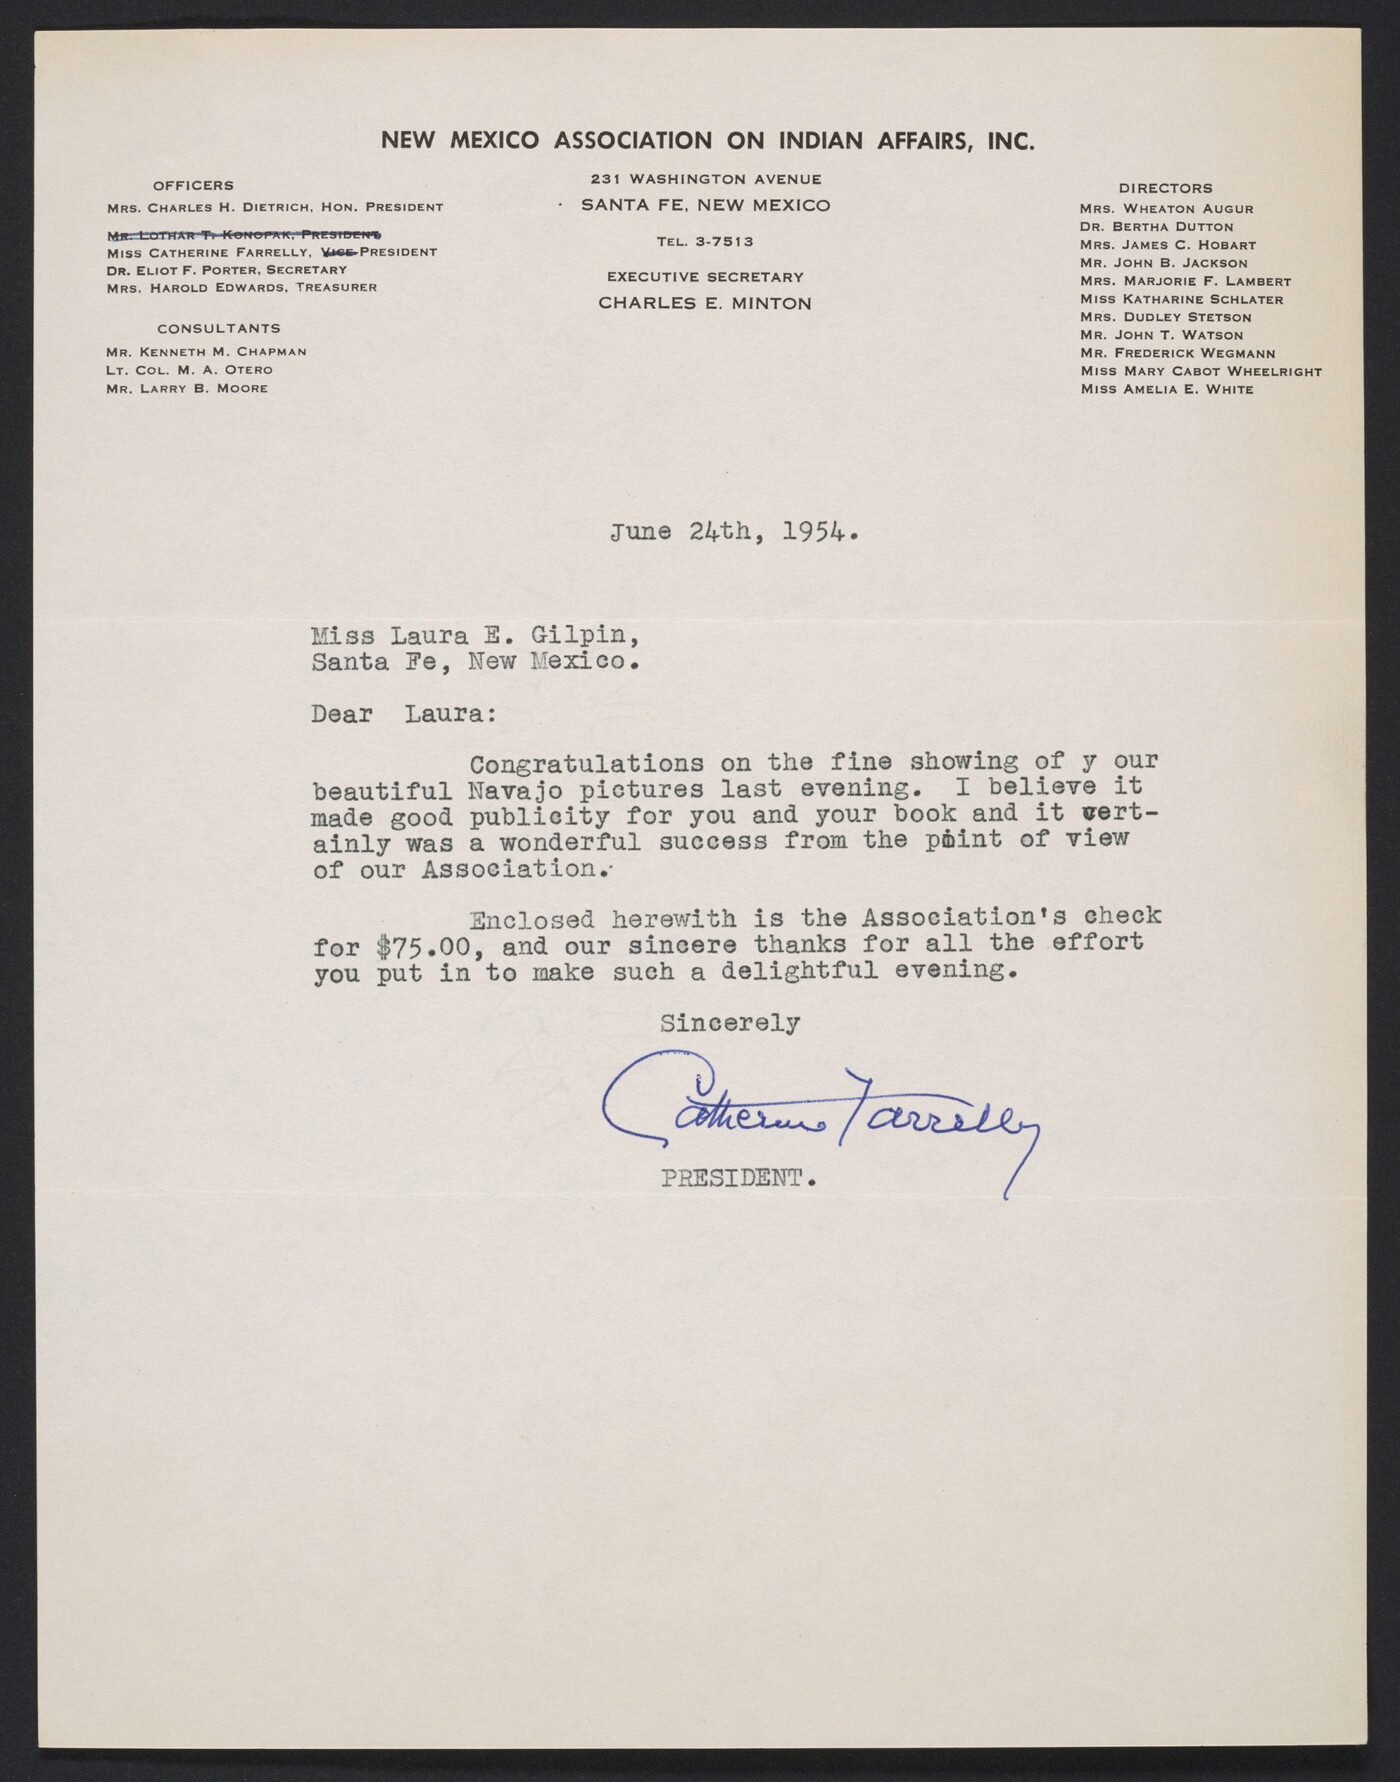 NEW MEXICO ASSOCIATION ON INDIAN AFFAIRS, INC.
231 WASHINGTON AVENUE
SANTA FE, NEW MEXICO
TEL. 3-7513
EXECUTIVE SECRETARY
CHARLES E. MINTON
OFFICERS
MRS. CHARLES H. DIETRICH, HON. PRESIDENT
MR. LOTHAR T. KONOPAK, PRESIDENT
MISS CATHERINE FARRELLY, VICE-PRESIDENT
DR. ELIOT F. PORTER, SECRETARY
MRS. HAROLD EDWARDS, TREASURER
CONSULTANTS
MR. KENNETH M. CHAPMAN
LT. COL. M. A. OTERO
MR. LARRY B. MOORE
DIRECTORS
MRS. WHEATON AUGUR
DR. BERTHA DUTTON
MRS. JAMES C. HOBART
MR. JOHN B. JACKSON
MRS. MARJORIE F. LAMBERT
MISS KATHARINE SCHLATER
MRS. DUDLEY STETSON
MR. JOHN T. WATSON
MR. FREDERICK WEGMANN
MISS MARY CABOT WHEELRIGHT
MISS AMELIA E. WHITE
June 24th, 1954.
Miss Laura E. Gilpin,
Santa Fe, New Mexico.
Dear Laura:
Congratulations on the fine showing of y our
beautiful Navajo pictures last evening. I believe it
made good publicity for you and your book and it cert-
ainly was a wonderful success from the point of view
of our Association.
Enclosed herewith is the Association's check
for $75.00, and our sincere thanks for all the effort
you put in to make such a delightful evening.
Sincerely
Catherine Farrelly
PRESIDENT.